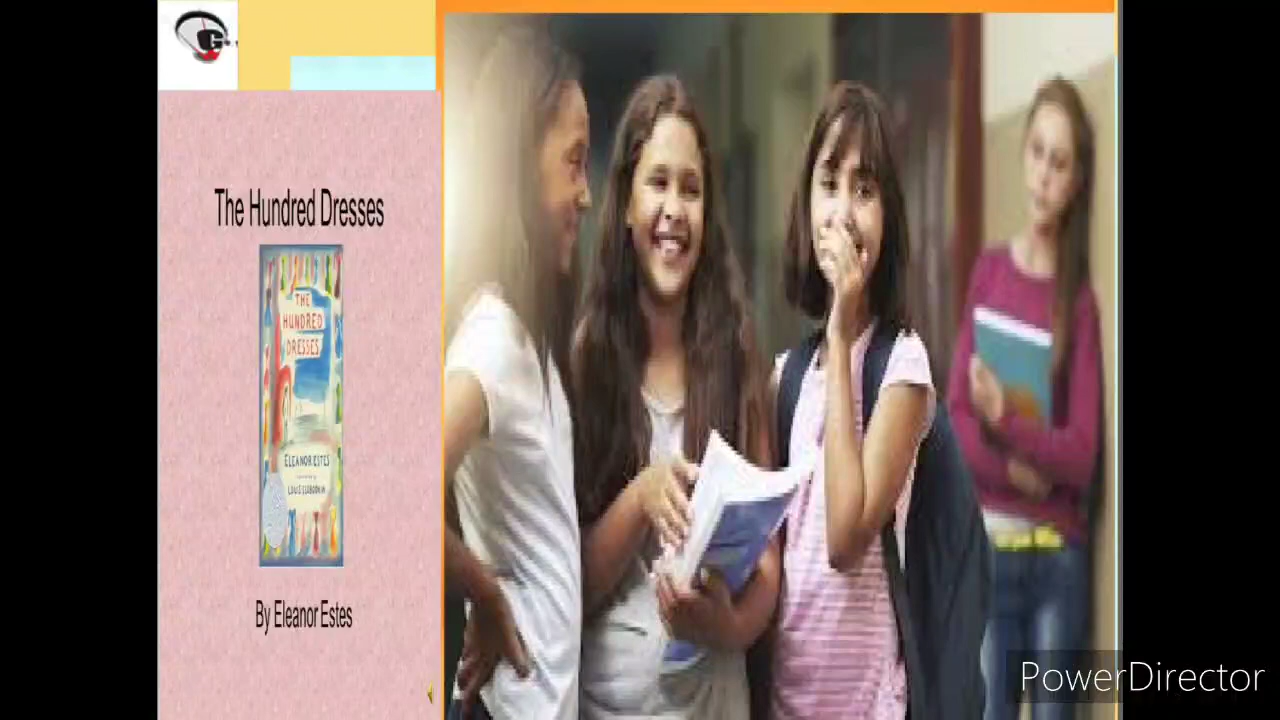 The Hundred Dresses
THE
HUNDRED
DRESSES
ELEANOR ESTES
By Eleanor Estes
PowerDirector